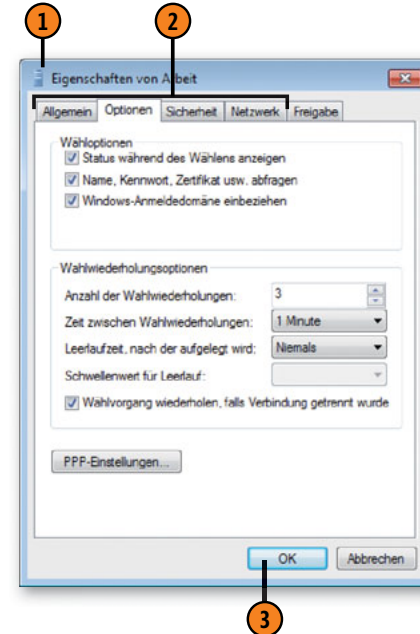 1 2
Eigenschaften von Arbeit
Allgemein Optionen Sicherheit Netzwerk Freigabe
Wähloptionen
Status während des Wählens anzeigen
Name, Kennwort, Zertifikat usw. abfragen
Windows-Anmeldedomäne einbeziehen
Wahlwiederholungsoptionen
Anzahl der Wahlwiederholungen: 3
Zeit zwischen Wahlwiederholungen: 1 Minute
Leerlaufzeit, nach der aufgelegt wird: Niemals
Schwellenwert für Leerlauf:
Wählvorgang wiederholen, falls Verbindung getrennt wurde
PPP-Einstellungen...
OK Abbrechen
3